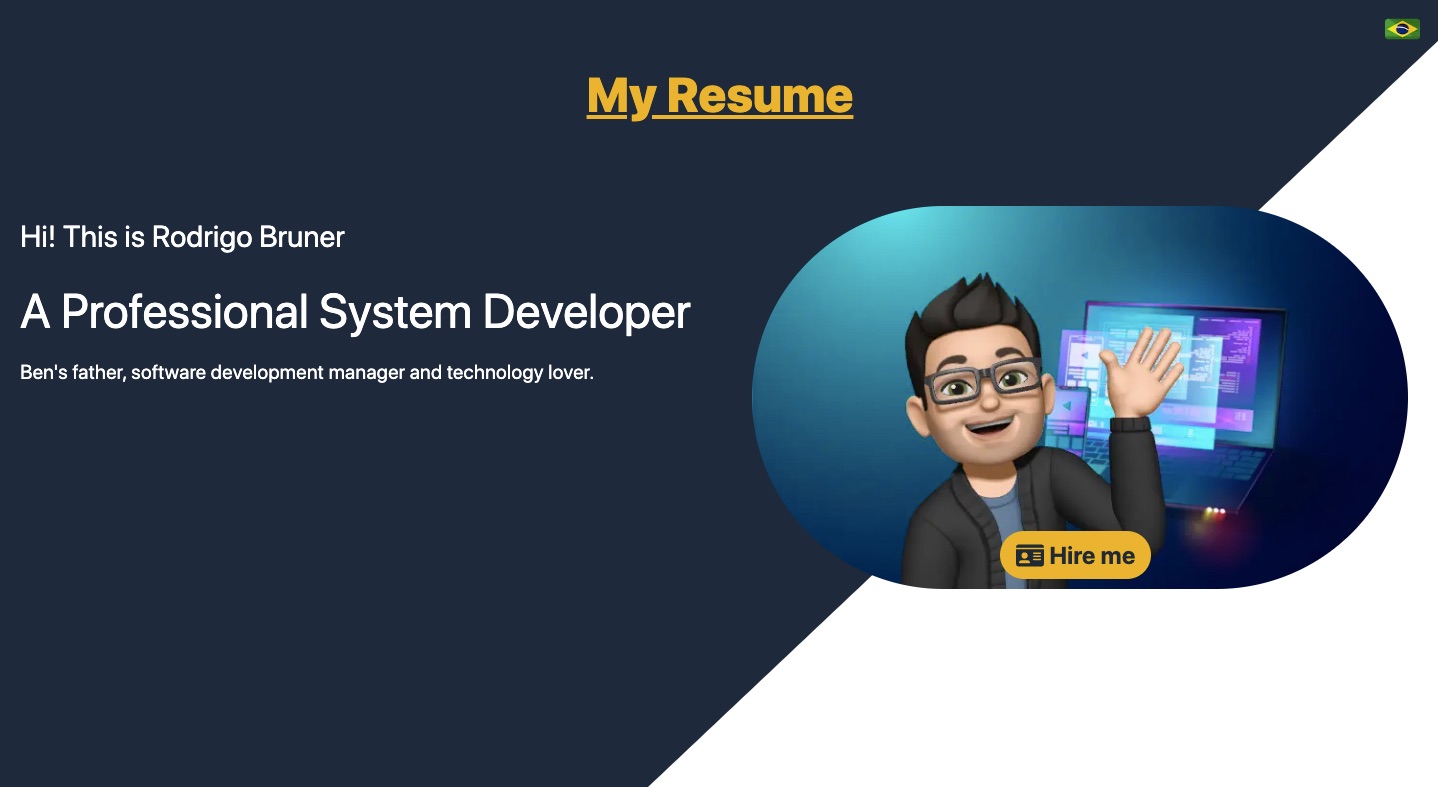 My Resume
Hi! This is Rodrigo Bruner
A Professional System Developer
Ben's father, software development manager and technology lover.
Hire me